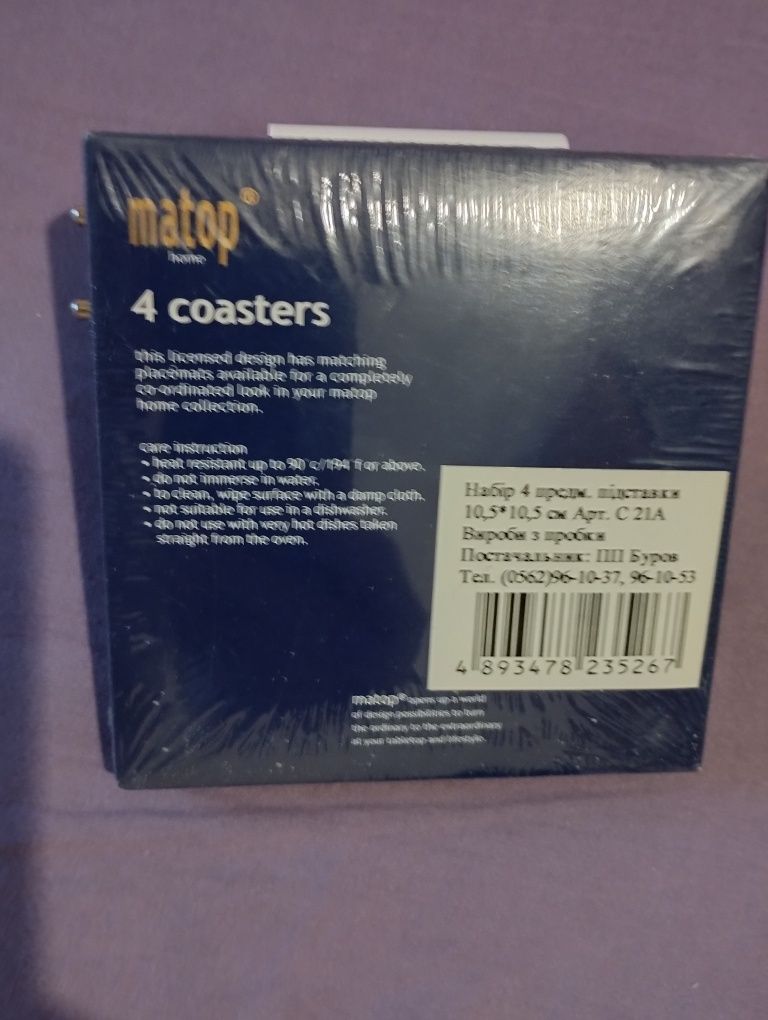 matop®
home
4 coasters
this licensed design has matching
placemats available for a completely
co-ordinated look in your matop
home collection.
care instruction
• heat resistant up to 90°c/194°f or above.
• do not immerse in water.
• to clean, wipe surface with a damp cloth.
• not suitable for use in a dishwasher.
• do not use with very hot dishes taken
straight from the oven.
Набір 4 предм. підставки
10,5*10,5 см Арт. С 21А
Вироби з пробки
Постачальник: ПП Буров
Тел. (0562)96-10-37, 96-10-53
4 893478 235267
matop® opens up a world
of design possibilities to turn
the ordinary to the extraordinary
at your tabletop and lifestyle.